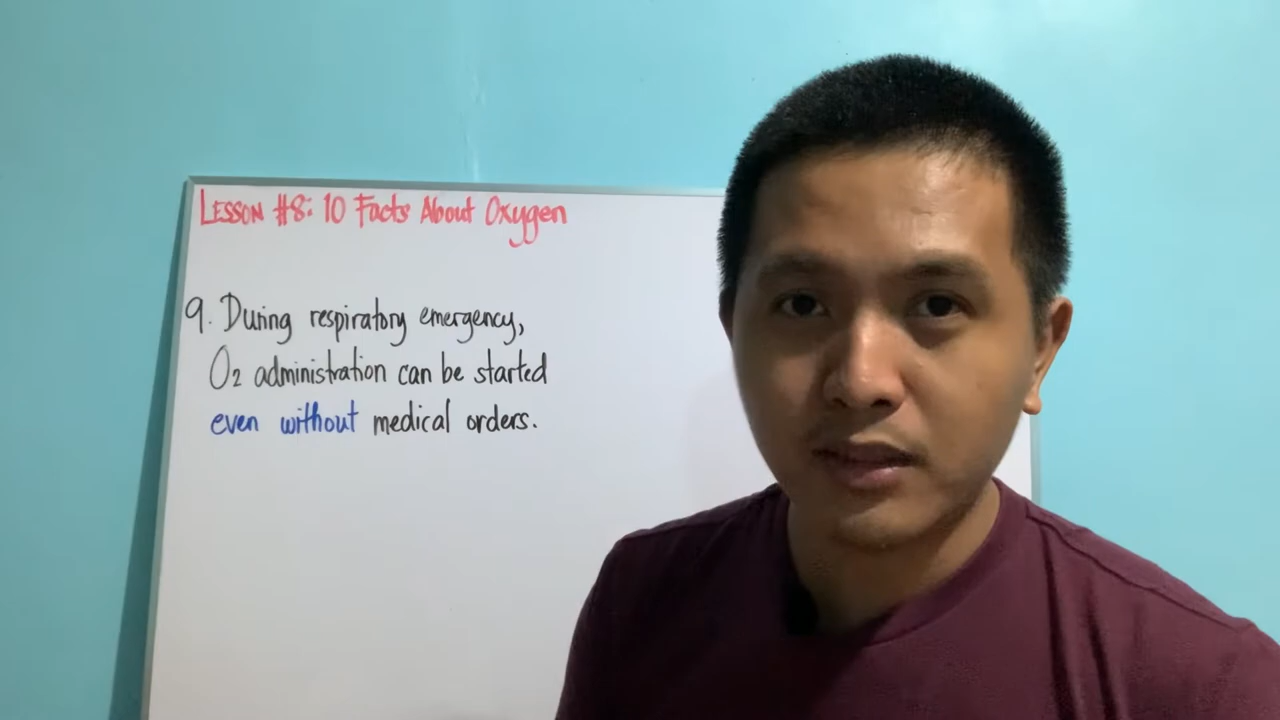 LESSON #8: 10 Facts About Oxygen
9. During respiratory emergency,
O2 administration can be started
even without medical orders.